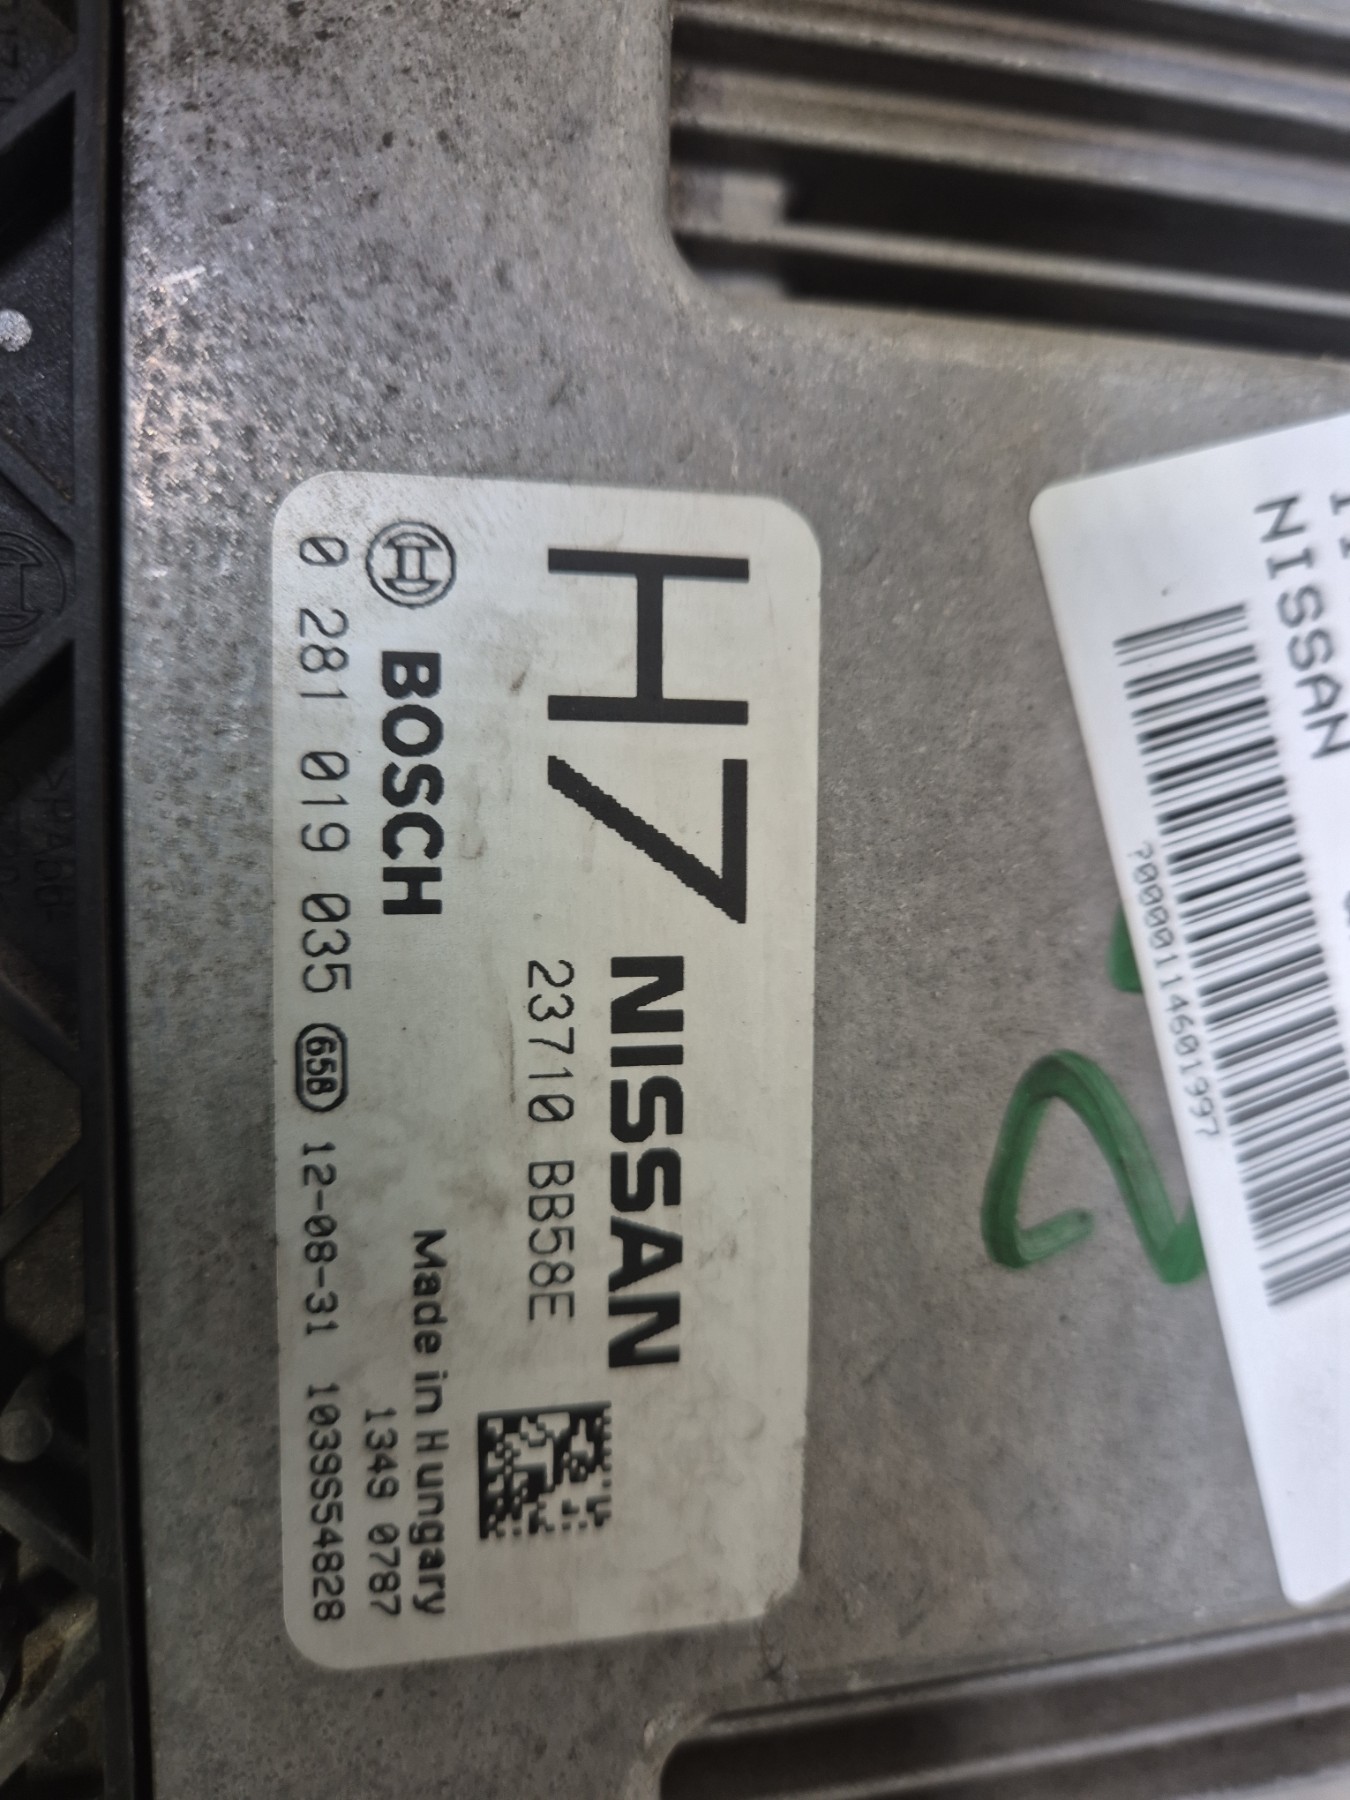 NISSAN
?0000114601997
H7
NISSAN
23710 BB58E
BOSCH
Made in Hungary
1349 0787
0 281 019 035 658 12-08-31 1039S54828